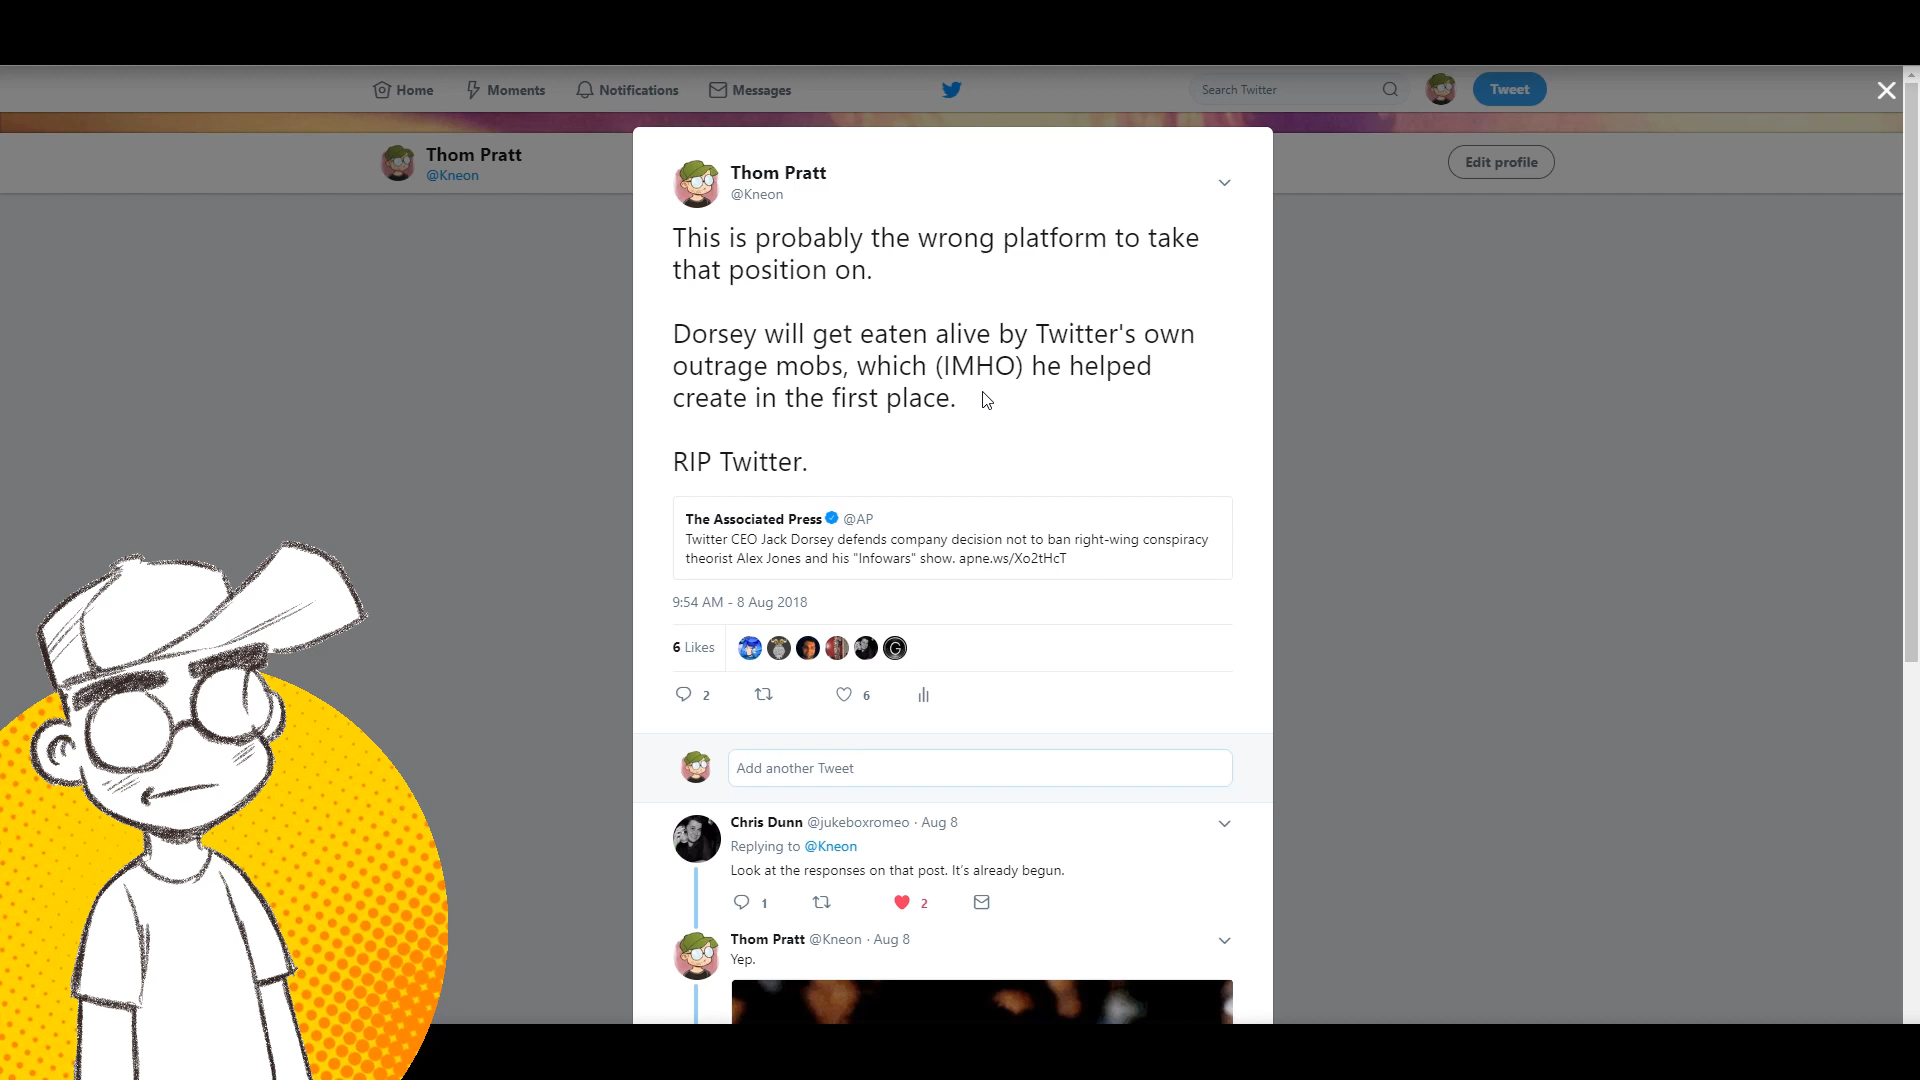 Home Moments Notifications Messages Search Twitter Tweet
Thom Pratt
@Kneon
Edit profile
Thom Pratt
@Kneon
This is probably the wrong platform to take
that position on.
Dorsey will get eaten alive by Twitter's own
outrage mobs, which (IMHO) he helped
create in the first place.
RIP Twitter.
The Associated Press @AP
Twitter CEO Jack Dorsey defends company decision not to ban right-wing conspiracy
theorist Alex Jones and his "Infowars" show. apne.ws/Xo2tHcT
9:54 AM - 8 Aug 2018
6 Likes G
2 6
Add another Tweet
Chris Dunn @jukeboxromeo · Aug 8
Replying to @Kneon
Look at the responses on that post. It's already begun.
1 2
Thom Pratt @Kneon · Aug 8
Yep.